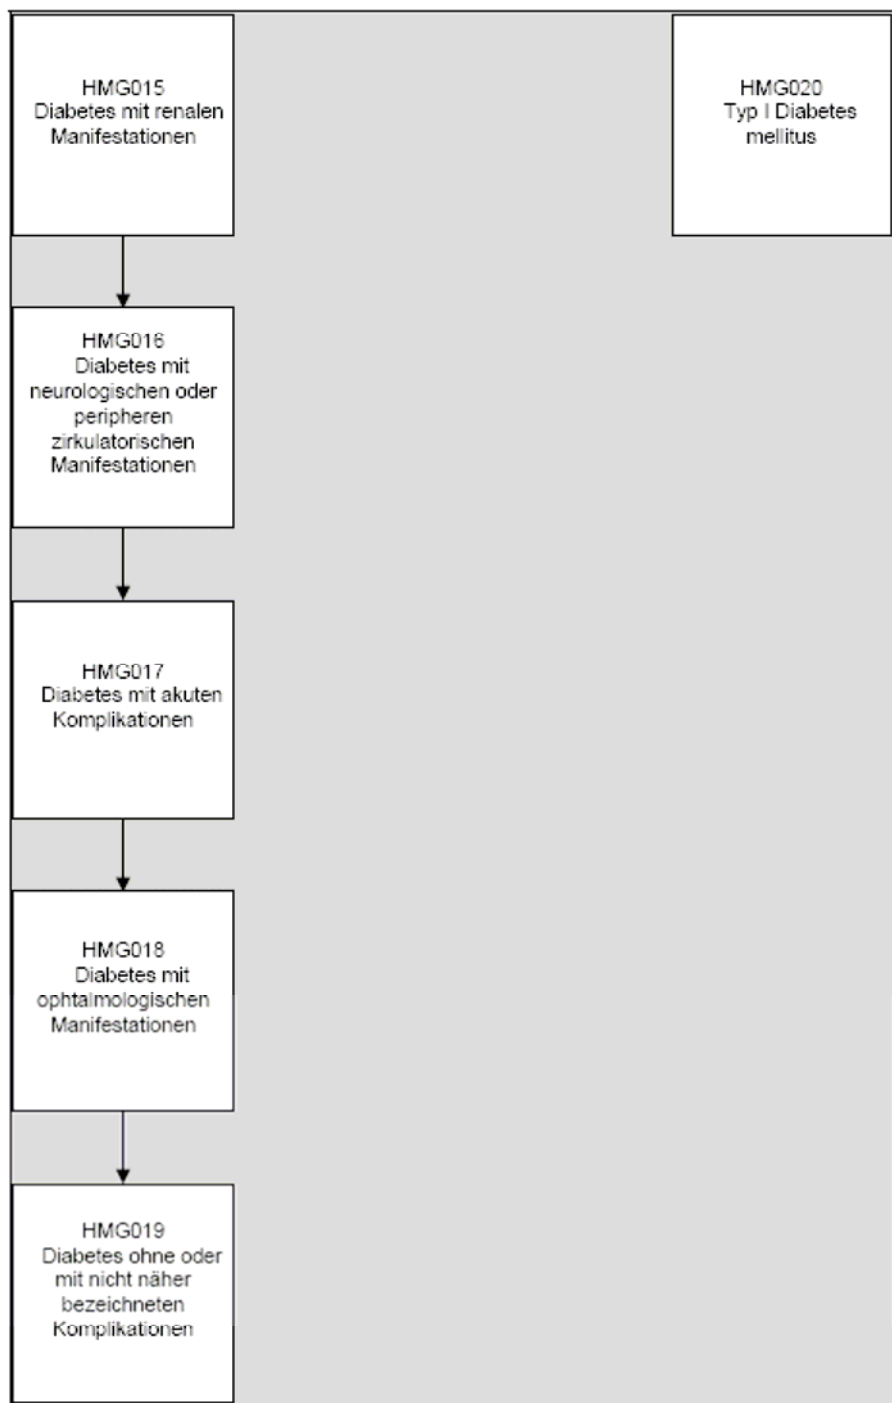 HMG015
Diabetes mit renalen
Manifestationen
HMG020
Typ I Diabetes
mellitus
HMG016
Diabetes mit
neurologischen oder
peripheren
zirkulatorischen
Manifestationen
HMG017
Diabetes mit akuten
Komplikationen
HMG018
Diabetes mit
ophtalmologischen
Manifestationen
HMG019
Diabetes ohne oder
mit nicht näher
bezeichneten
Komplikationen